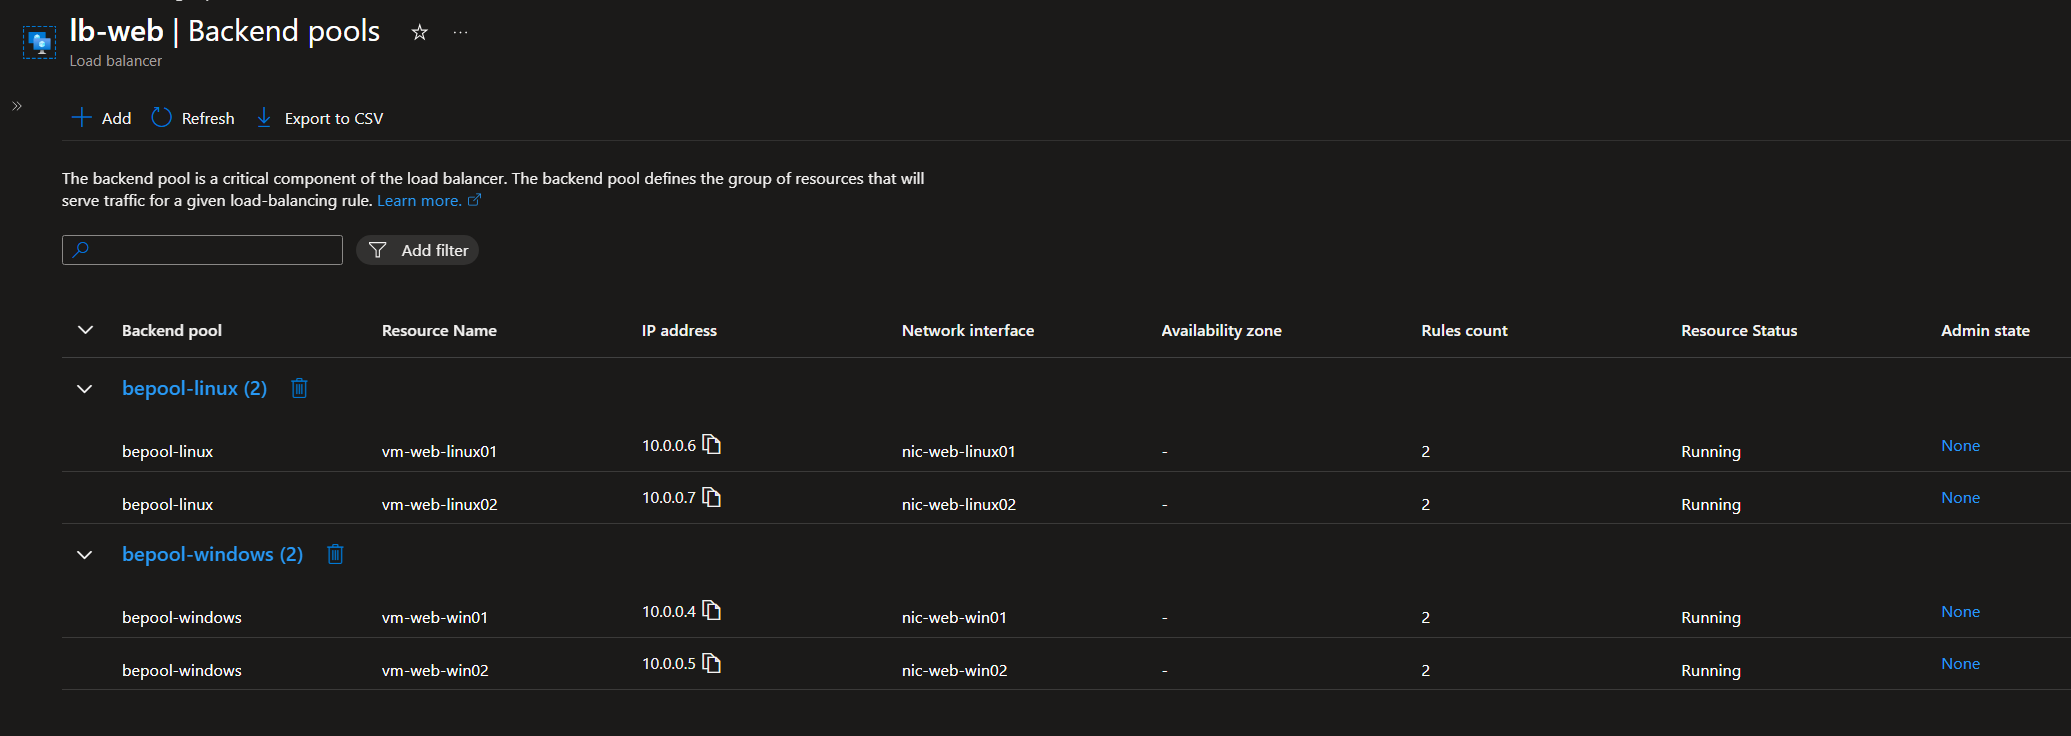 lb-web | Backend pools
Load balancer
Add Refresh Export to CSV
The backend pool is a critical component of the load balancer. The backend pool defines the group of resources that will
serve traffic for a given load-balancing rule. Learn more.
Add filter
Backend pool Resource Name IP address Network interface Availability zone Rules count Resource Status Admin state
bepool-linux (2)
bepool-linux vm-web-linux01 10.0.0.6 nic-web-linux01 - 2 Running None
bepool-linux vm-web-linux02 10.0.0.7 nic-web-linux02 - 2 Running None
bepool-windows (2)
bepool-windows vm-web-win01 10.0.0.4 nic-web-win01 - 2 Running None
bepool-windows vm-web-win02 10.0.0.5 nic-web-win02 - 2 Running None